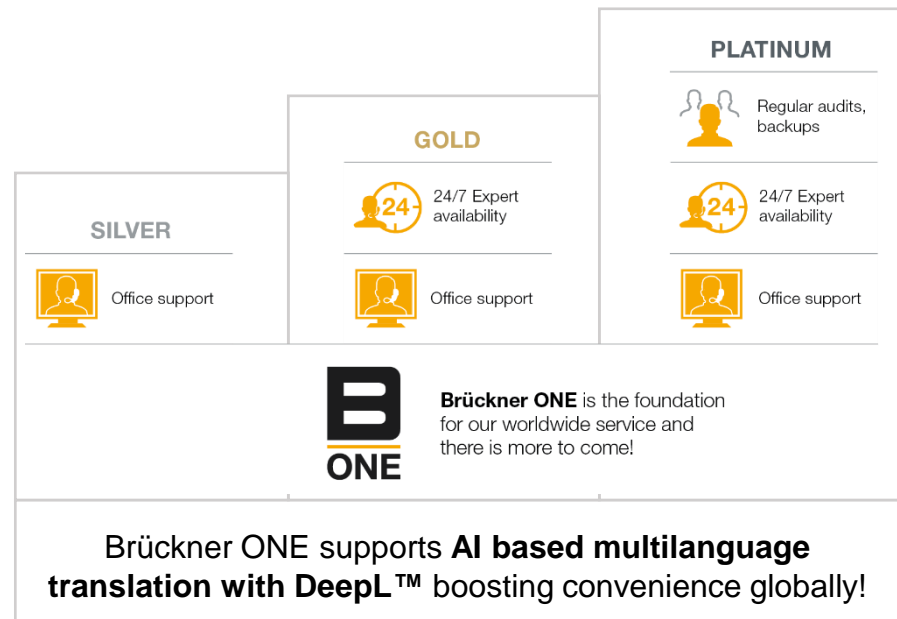 PLATINUM
Regular audits,
backups
GOLD
24/7 Expert
availability
24
24/7 Expert
availability
24
SILVER
Office support
Office support
Office support
B
ONE
Brückner ONE is the foundation
for our worldwide service and
there is more to come!
Brückner ONE supports AI based multilanguage
translation with DeepL™ boosting convenience globally!